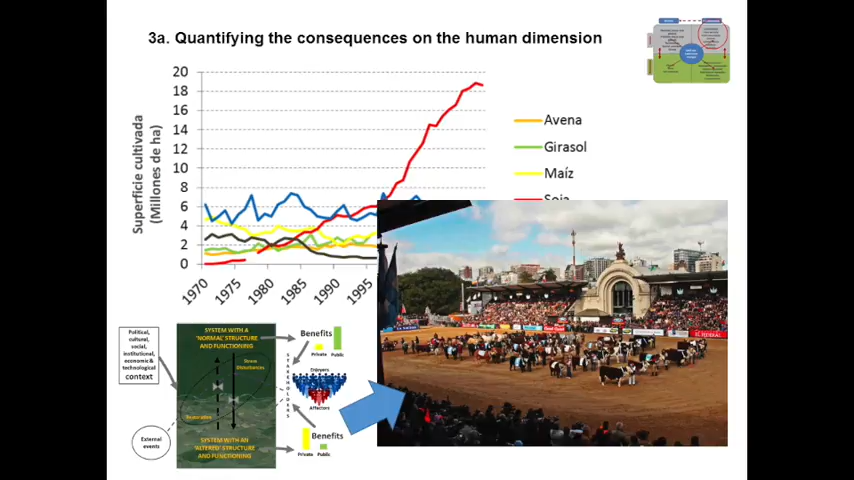 3a. Quantifying the consequences on the human dimension
Superficie cultivada
(Millones de ha)
20
18
16
14
12
10
8
6
4
2
0
1970
1975
1980
1985
1990
1995
Avena
Girasol
Maíz
Soja
Political,
cultural,
social,
institutional,
economic &
technological
context
External
events
SYSTEM WITH A
'NORMAL' STRUCTURE
AND FUNCTIONING
Disturbances
SYSTEM WITH AN
'ALTERED' STRUCTURE
AND FUNCTIONING
Benefits
Private
Public
STAKEHOLDERS
Enjoyers
Affectors
Benefits
Private
Public